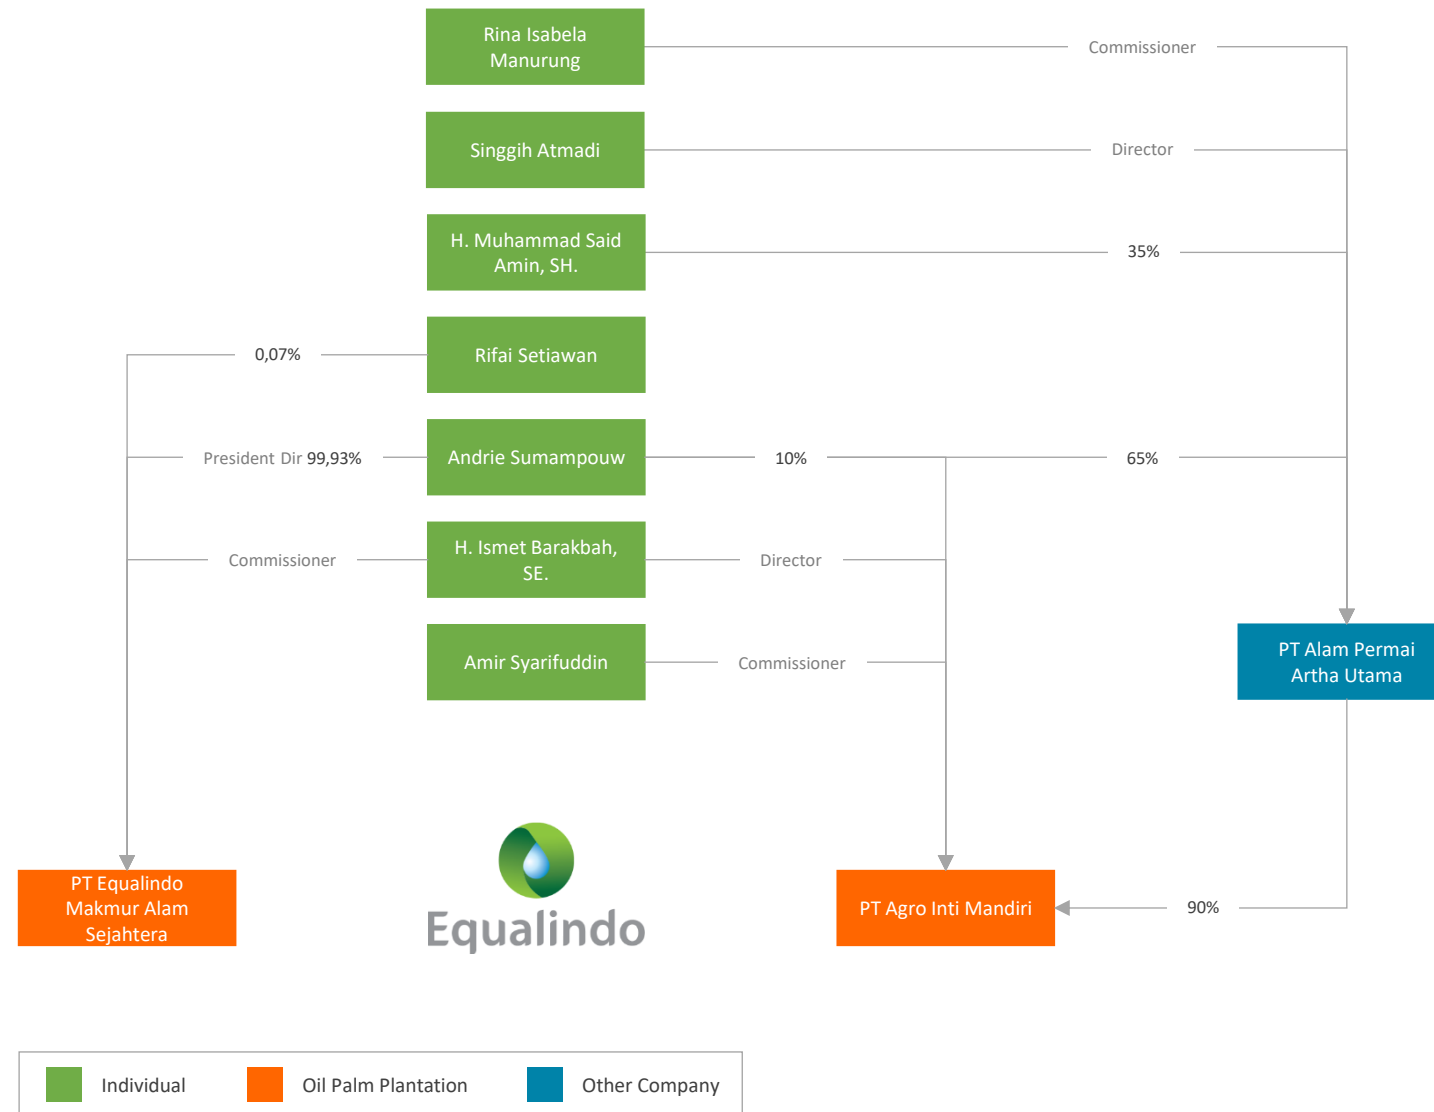 Rina Isabela
Manurung
Commissioner
Singgih Atmadi
Director
H. Muhammad Said
Amin, SH.
35%
0,07%
Rifai Setiawan
President Dir 99,93%
Andrie Sumampouw
10%
65%
Commissioner
H. Ismet Barakbah,
SE.
Director
Amir Syarifuddin
Commissioner
PT Alam Permai
Artha Utama
PT Equalindo
Makmur Alam
Sejahtera
Equalindo
PT Agro Inti Mandiri
90%
Individual
Oil Palm Plantation
Other Company